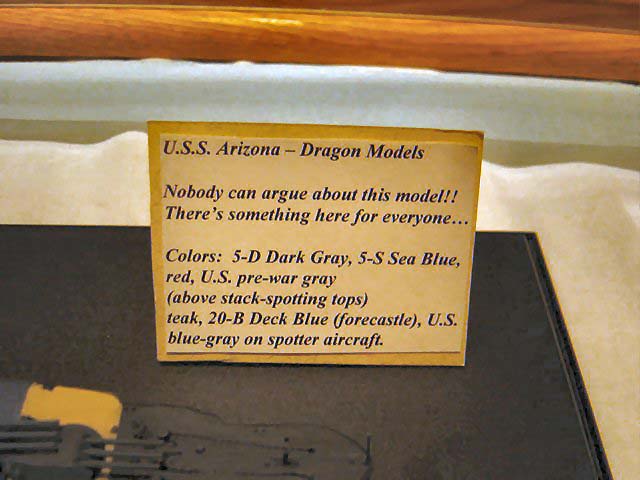 U.S.S. Arizona – Dragon Models
Nobody can argue about this model!!
There's something here for everyone...
Colors: 5-D Dark Gray, 5-S Sea Blue,
red, U.S. pre-war gray
(above stack-spotting tops)
teak, 20-B Deck Blue (forecastle), U.S.
blue-gray on spotter aircraft.